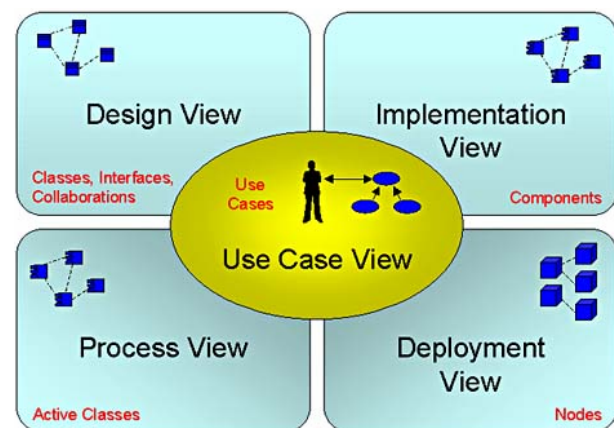 Design View
Classes, Interfaces,
Collaborations
Implementation
View
Components
Use
Cases
Use Case View
Process View
Active Classes
Deployment
View
Nodes